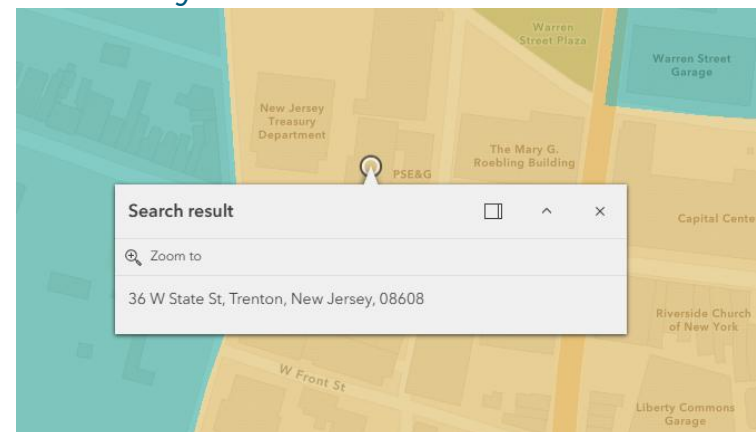 Warren
Street Plaza
Warren Street
Garage
New Jersey
Treasury
Department
The Mary G.
Roebling Building
PSE&G
Search result
Capital Cente
Zoom to
36 W State St, Trenton, New Jersey, 08608
Riverside Church
of New York
W Front St
Liberty Commons
Garage